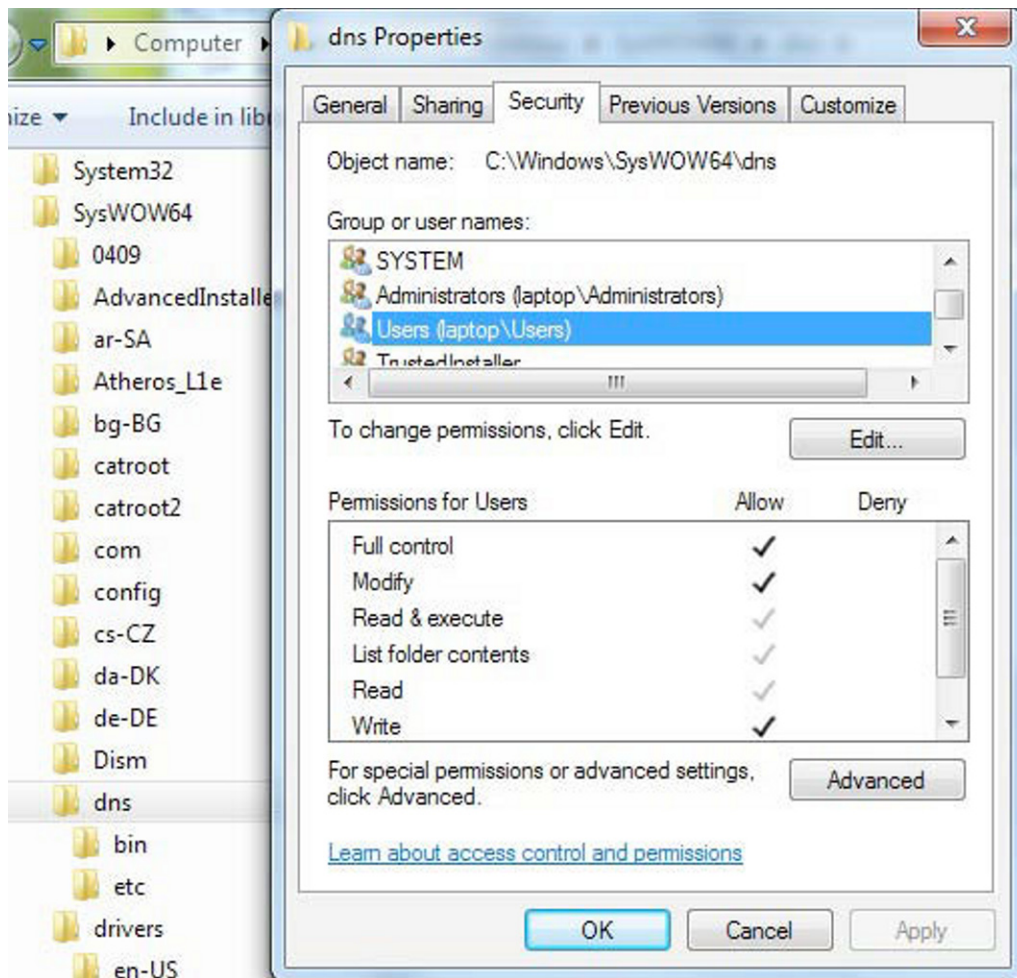 Computer
nize
Include in lib
System32
SysWOW64
0409
AdvancedInstalle
ar-SA
Atheros_L1e
bg-BG
catroot
catroot2
com
config
cs-CZ
da-DK
de-DE
Dism
dns
bin
etc
drivers
en-US
dns Properties
General Sharing Security Previous Versions Customize
Object name: C:\Windows\SysWOW64\dns
Group or user names:
SYSTEM
Administrators (laptop\Administrators)
Users (laptop\Users)
TrustedInstaller
To change permissions, click Edit.
Edit...
Permissions for Users Allow Deny
Full control
Modify
Read & execute
List folder contents
Read
Write
For special permissions or advanced settings,
click Advanced.
Advanced
Learn about access control and permissions
OK Cancel Apply